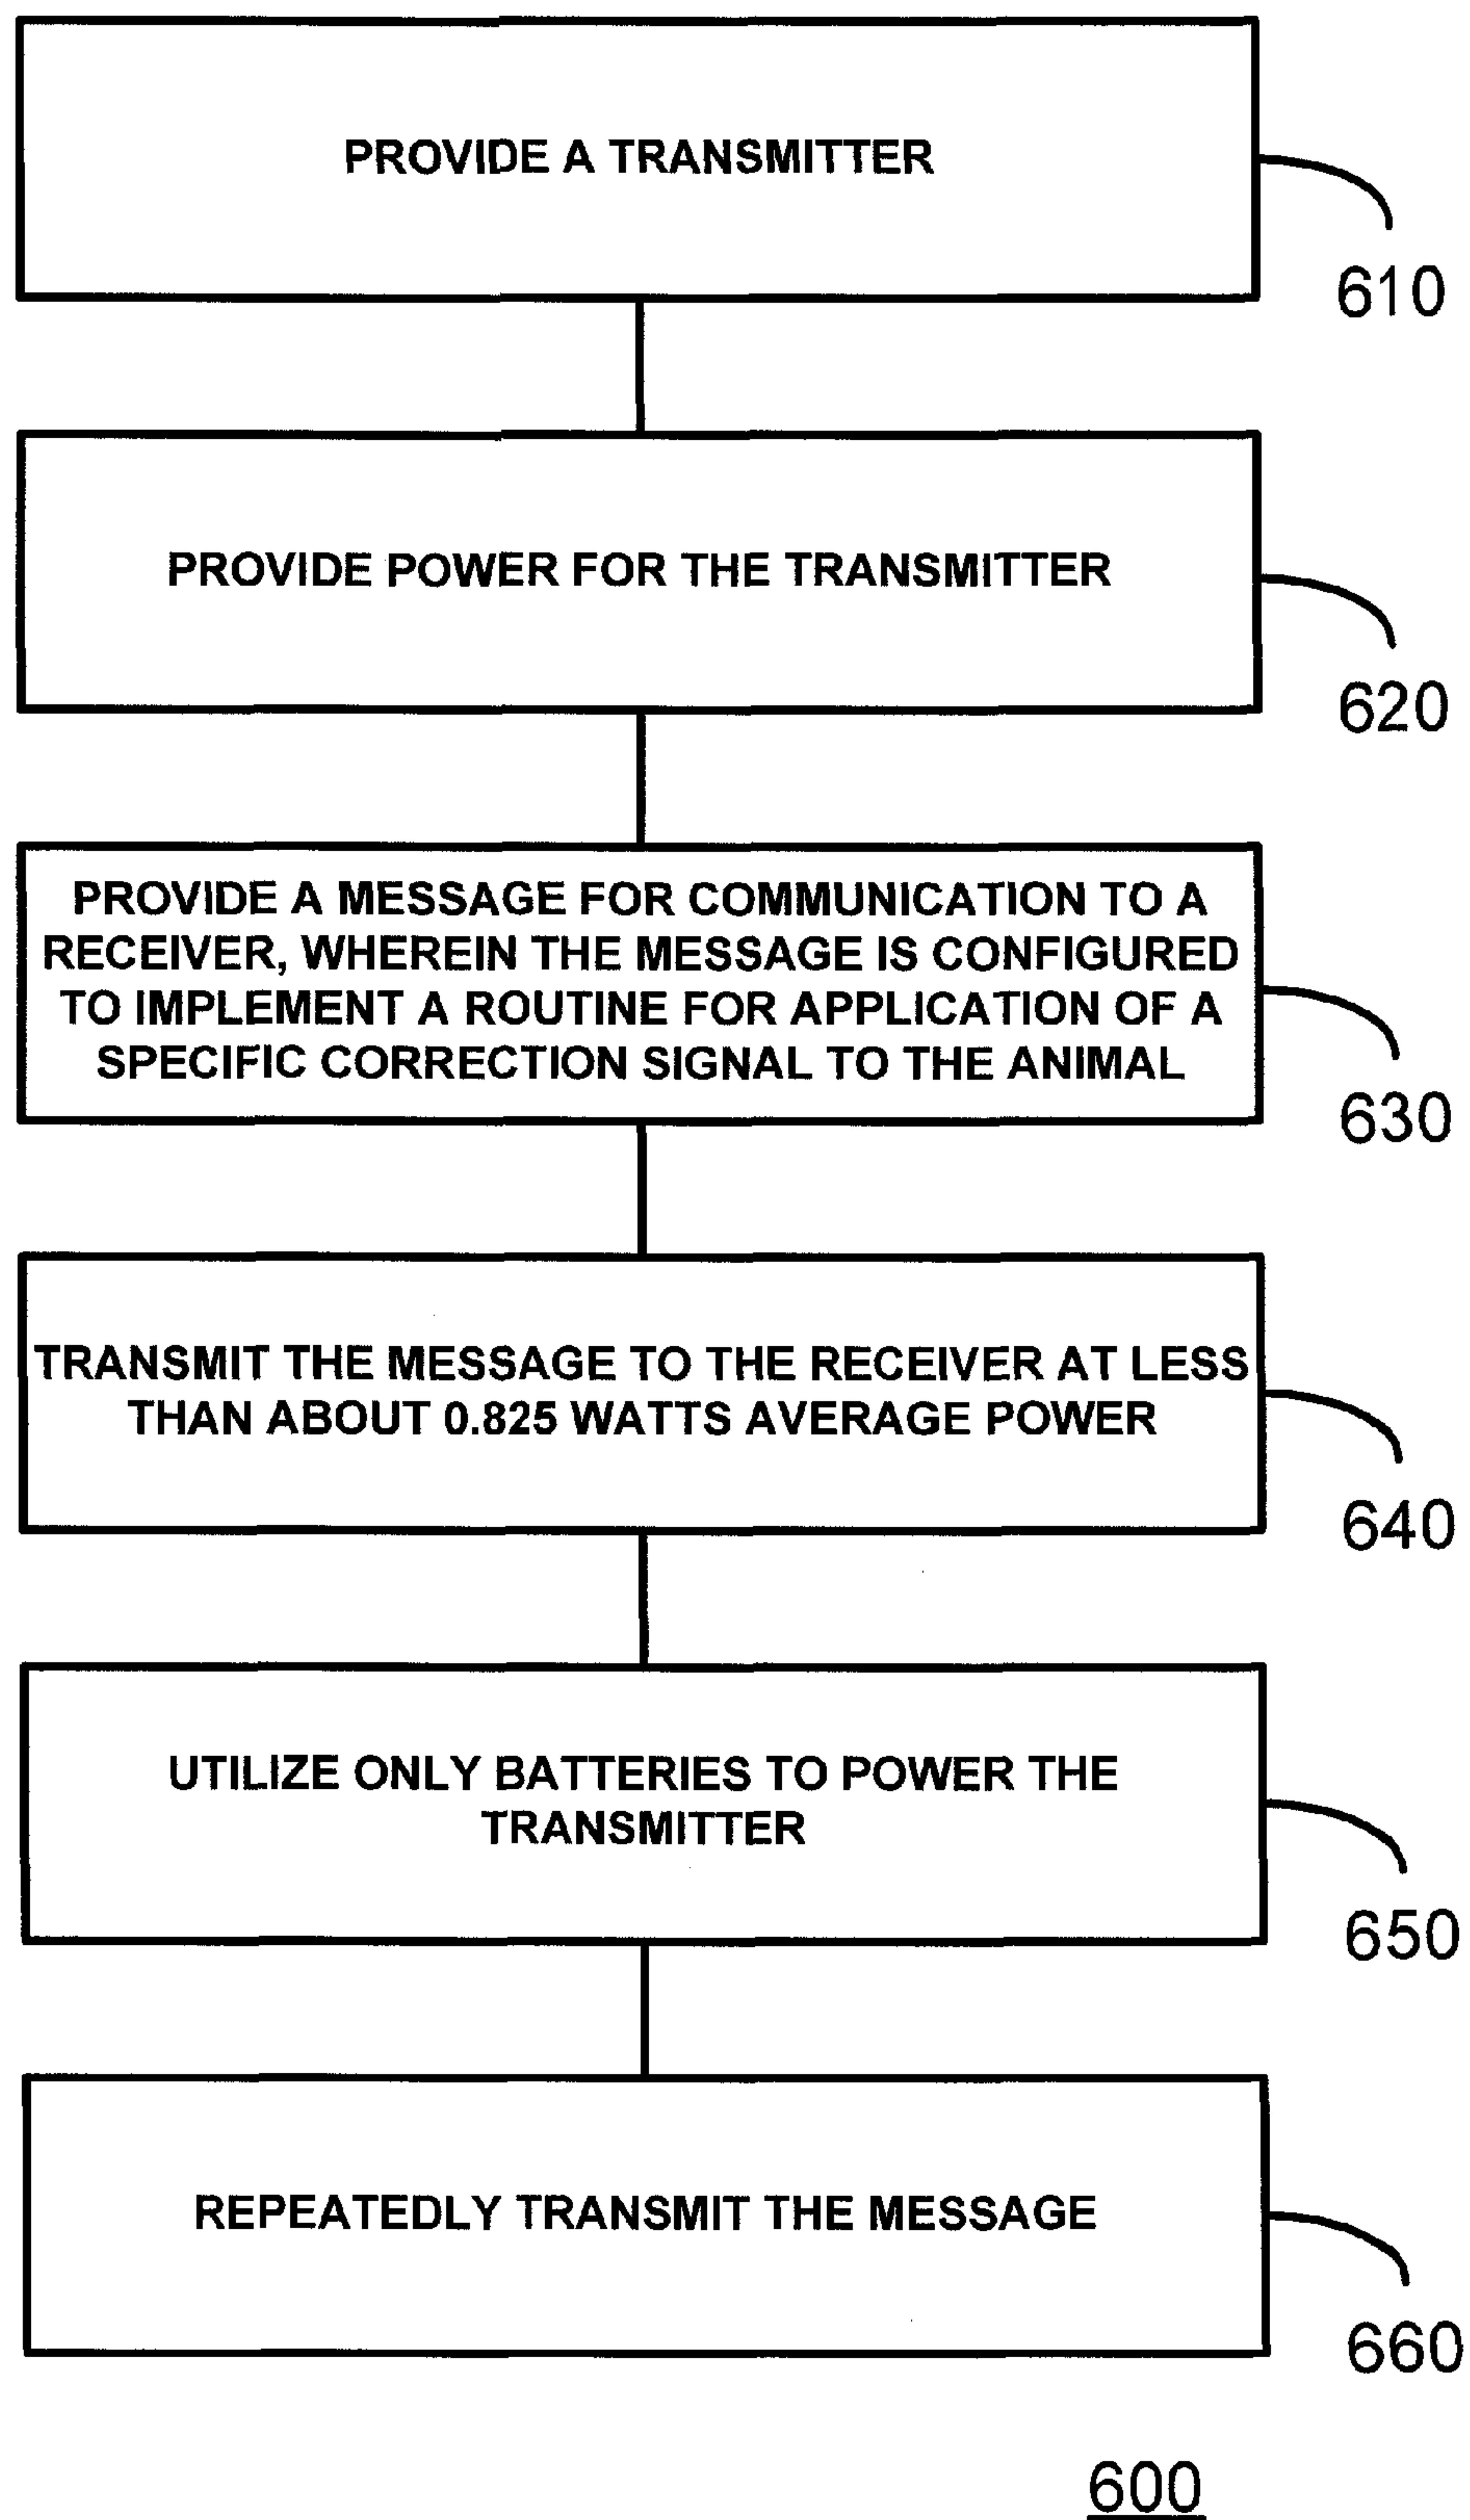 PROVIDE A TRANSMITTER
610
PROVIDE POWER FOR THE TRANSMITTER
620
PROVIDE A MESSAGE FOR COMMUNICATION TO A
RECEIVER, WHEREIN THE MESSAGE IS CONFIGURED
TO IMPLEMENT A ROUTINE FOR APPLICATION OF A
SPECIFIC CORRECTION SIGNAL TO THE ANIMAL
630
TRANSMIT THE MESSAGE TO THE RECEIVER AT LESS
THAN ABOUT 0.825 WATTS AVERAGE POWER
640
UTILIZE ONLY BATTERIES TO POWER THE
TRANSMITTER
650
REPEATEDLY TRANSMIT THE MESSAGE
660
600